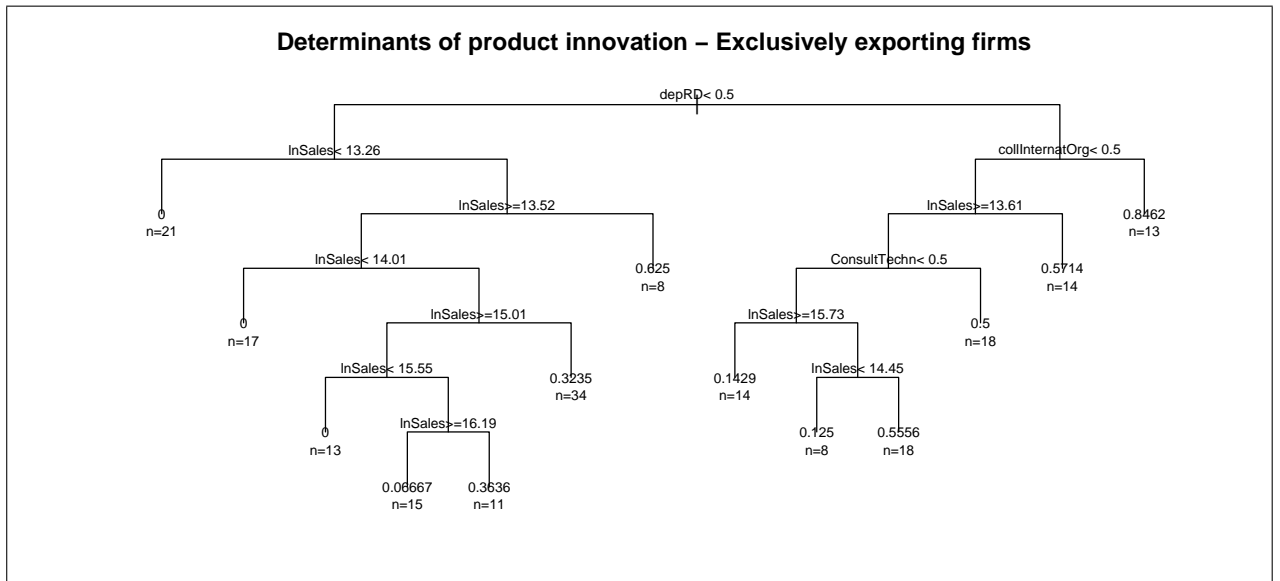 Determinants of product innovation – Exclusively exporting firms
depRD< 0.5
lnSales< 13.26
collInternatOrg< 0.5
0
n=21
lnSales>=13.52
lnSales>=13.61
0.8462
n=13
lnSales< 14.01
0.625
n=8
ConsultTechn< 0.5
0.5714
n=14
0
n=17
lnSales>=15.01
lnSales>=15.73
0.5
n=18
lnSales< 15.55
0.3235
n=34
0.1429
n=14
lnSales< 14.45
0
n=13
lnSales>=16.19
0.125
n=8
0.5556
n=18
0.06667
n=15
0.3636
n=11